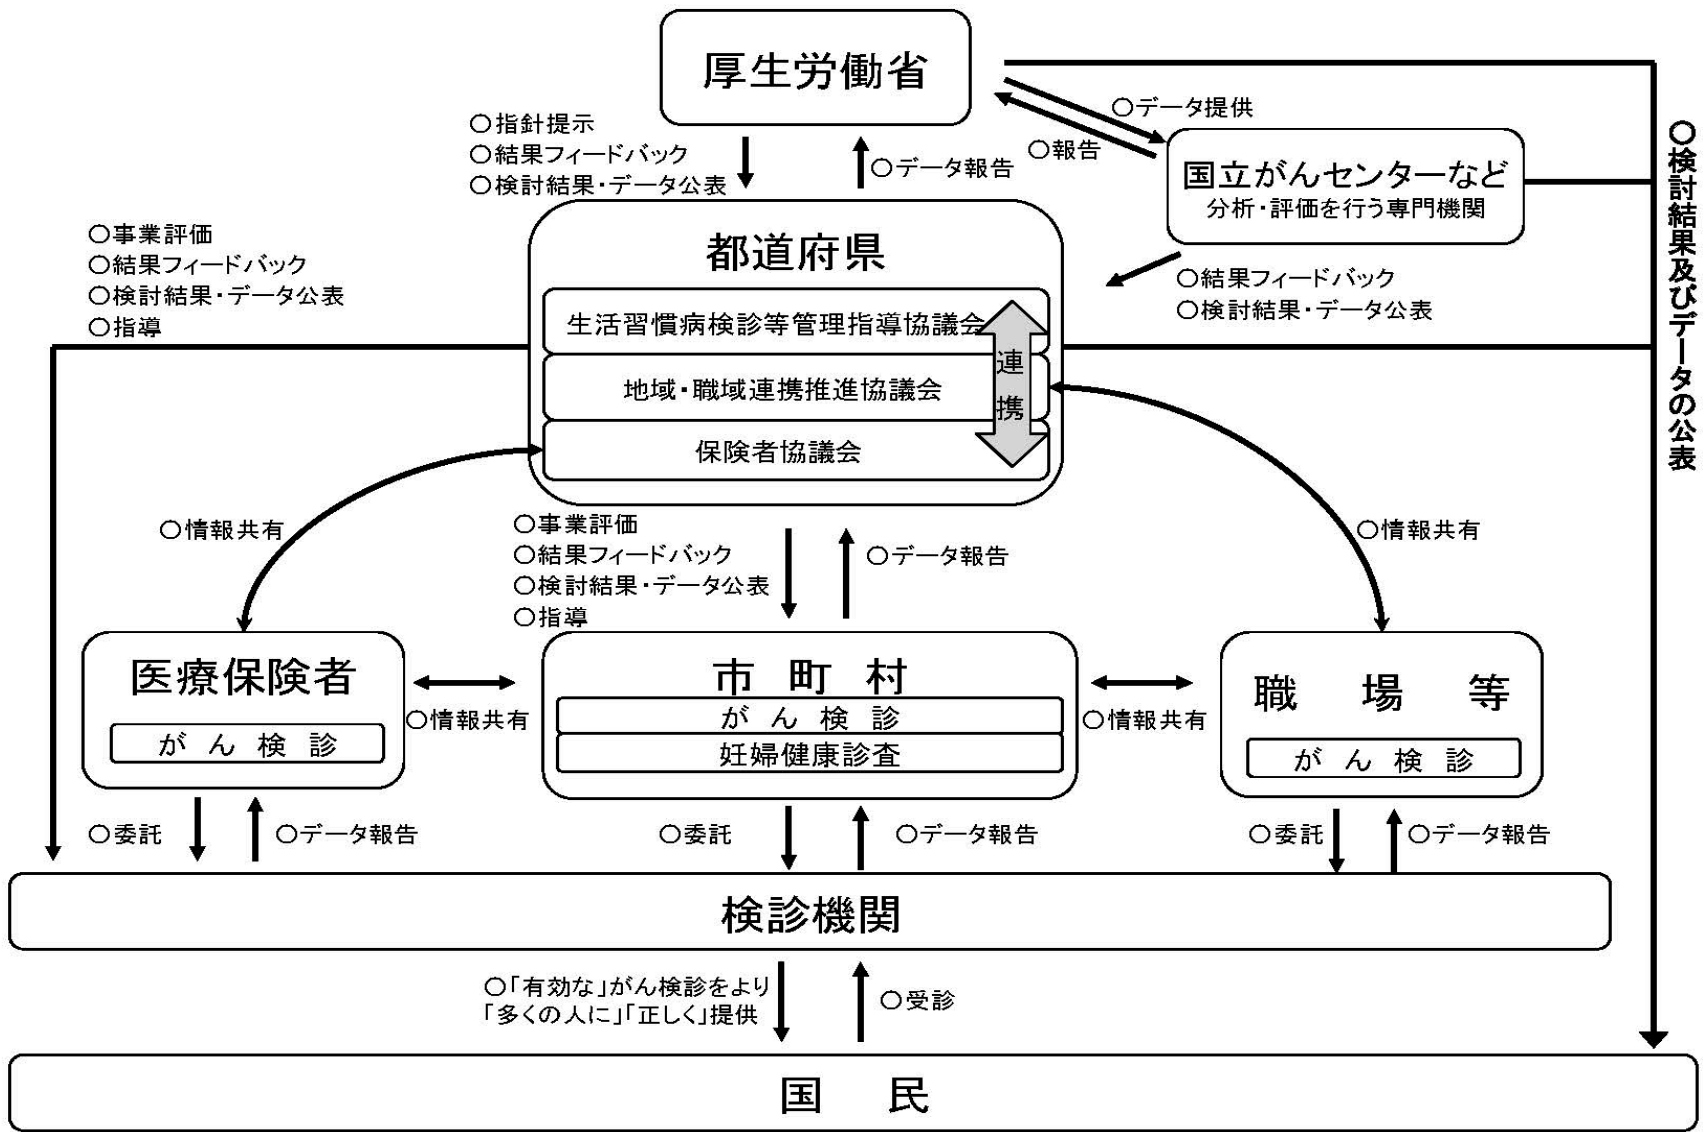 厚生労働省
○データ提供
○報告
国立がんセンターなど
分析・評価を行う専門機関
○指針提示
○結果フィードバック
○検討結果・データ公表
○データ報告
○検討結果及びデータの公表
○結果フィードバック
○検討結果・データ公表
○事業評価
○結果フィードバック
○検討結果・データ公表
○指導
都道府県
生活習慣病検診等管理指導協議会
地域・職域連携推進協議会
保険者協議会
連携
○情報共有
○事業評価
○結果フィードバック
○検討結果・データ公表
○指導
○データ報告
○情報共有
医療保険者
がん検診
○情報共有
市町村
がん検診
妊婦健康診査
○情報共有
職場等
がん検診
○委託
○データ報告
○委託
○データ報告
○委託
○データ報告
検診機関
○「有効な」がん検診をより
「多くの人に」「正しく」提供
○受診
国民